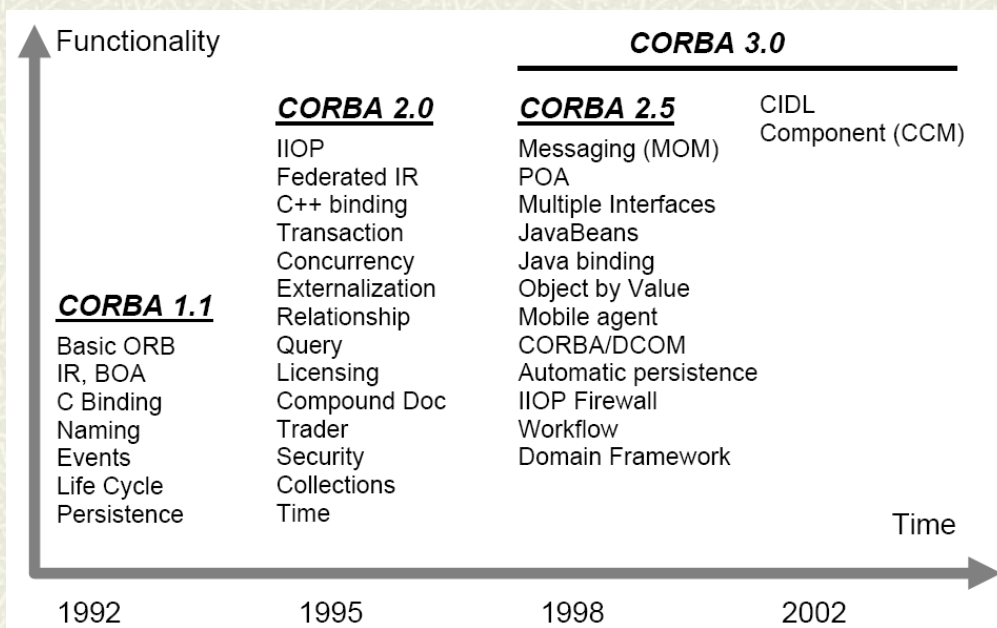 Functionality
CORBA 3.0
CORBA 1.1
Basic ORB
IR, BOA
C Binding
Naming
Events
Life Cycle
Persistence
CORBA 2.0
IIOP
Federated IR
C++ binding
Transaction
Concurrency
Externalization
Relationship
Query
Licensing
Compound Doc
Trader
Security
Collections
Time
CORBA 2.5
Messaging (MOM)
POA
Multiple Interfaces
JavaBeans
Java binding
Object by Value
Mobile agent
CORBA/DCOM
Automatic persistence
IIOP Firewall
Workflow
Domain Framework
CIDL
Component (CCM)
Time
1992 1995 1998 2002